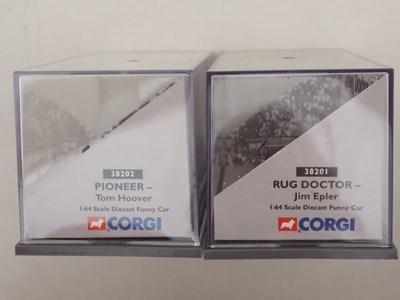 38202
PIONEER –
Tom Hoover
1:64 Scale Diecast Funny Car
CORGI
38201
RUG DOCTOR –
Jim Epler
1:64 Scale Diecast Funny Car
CORGI